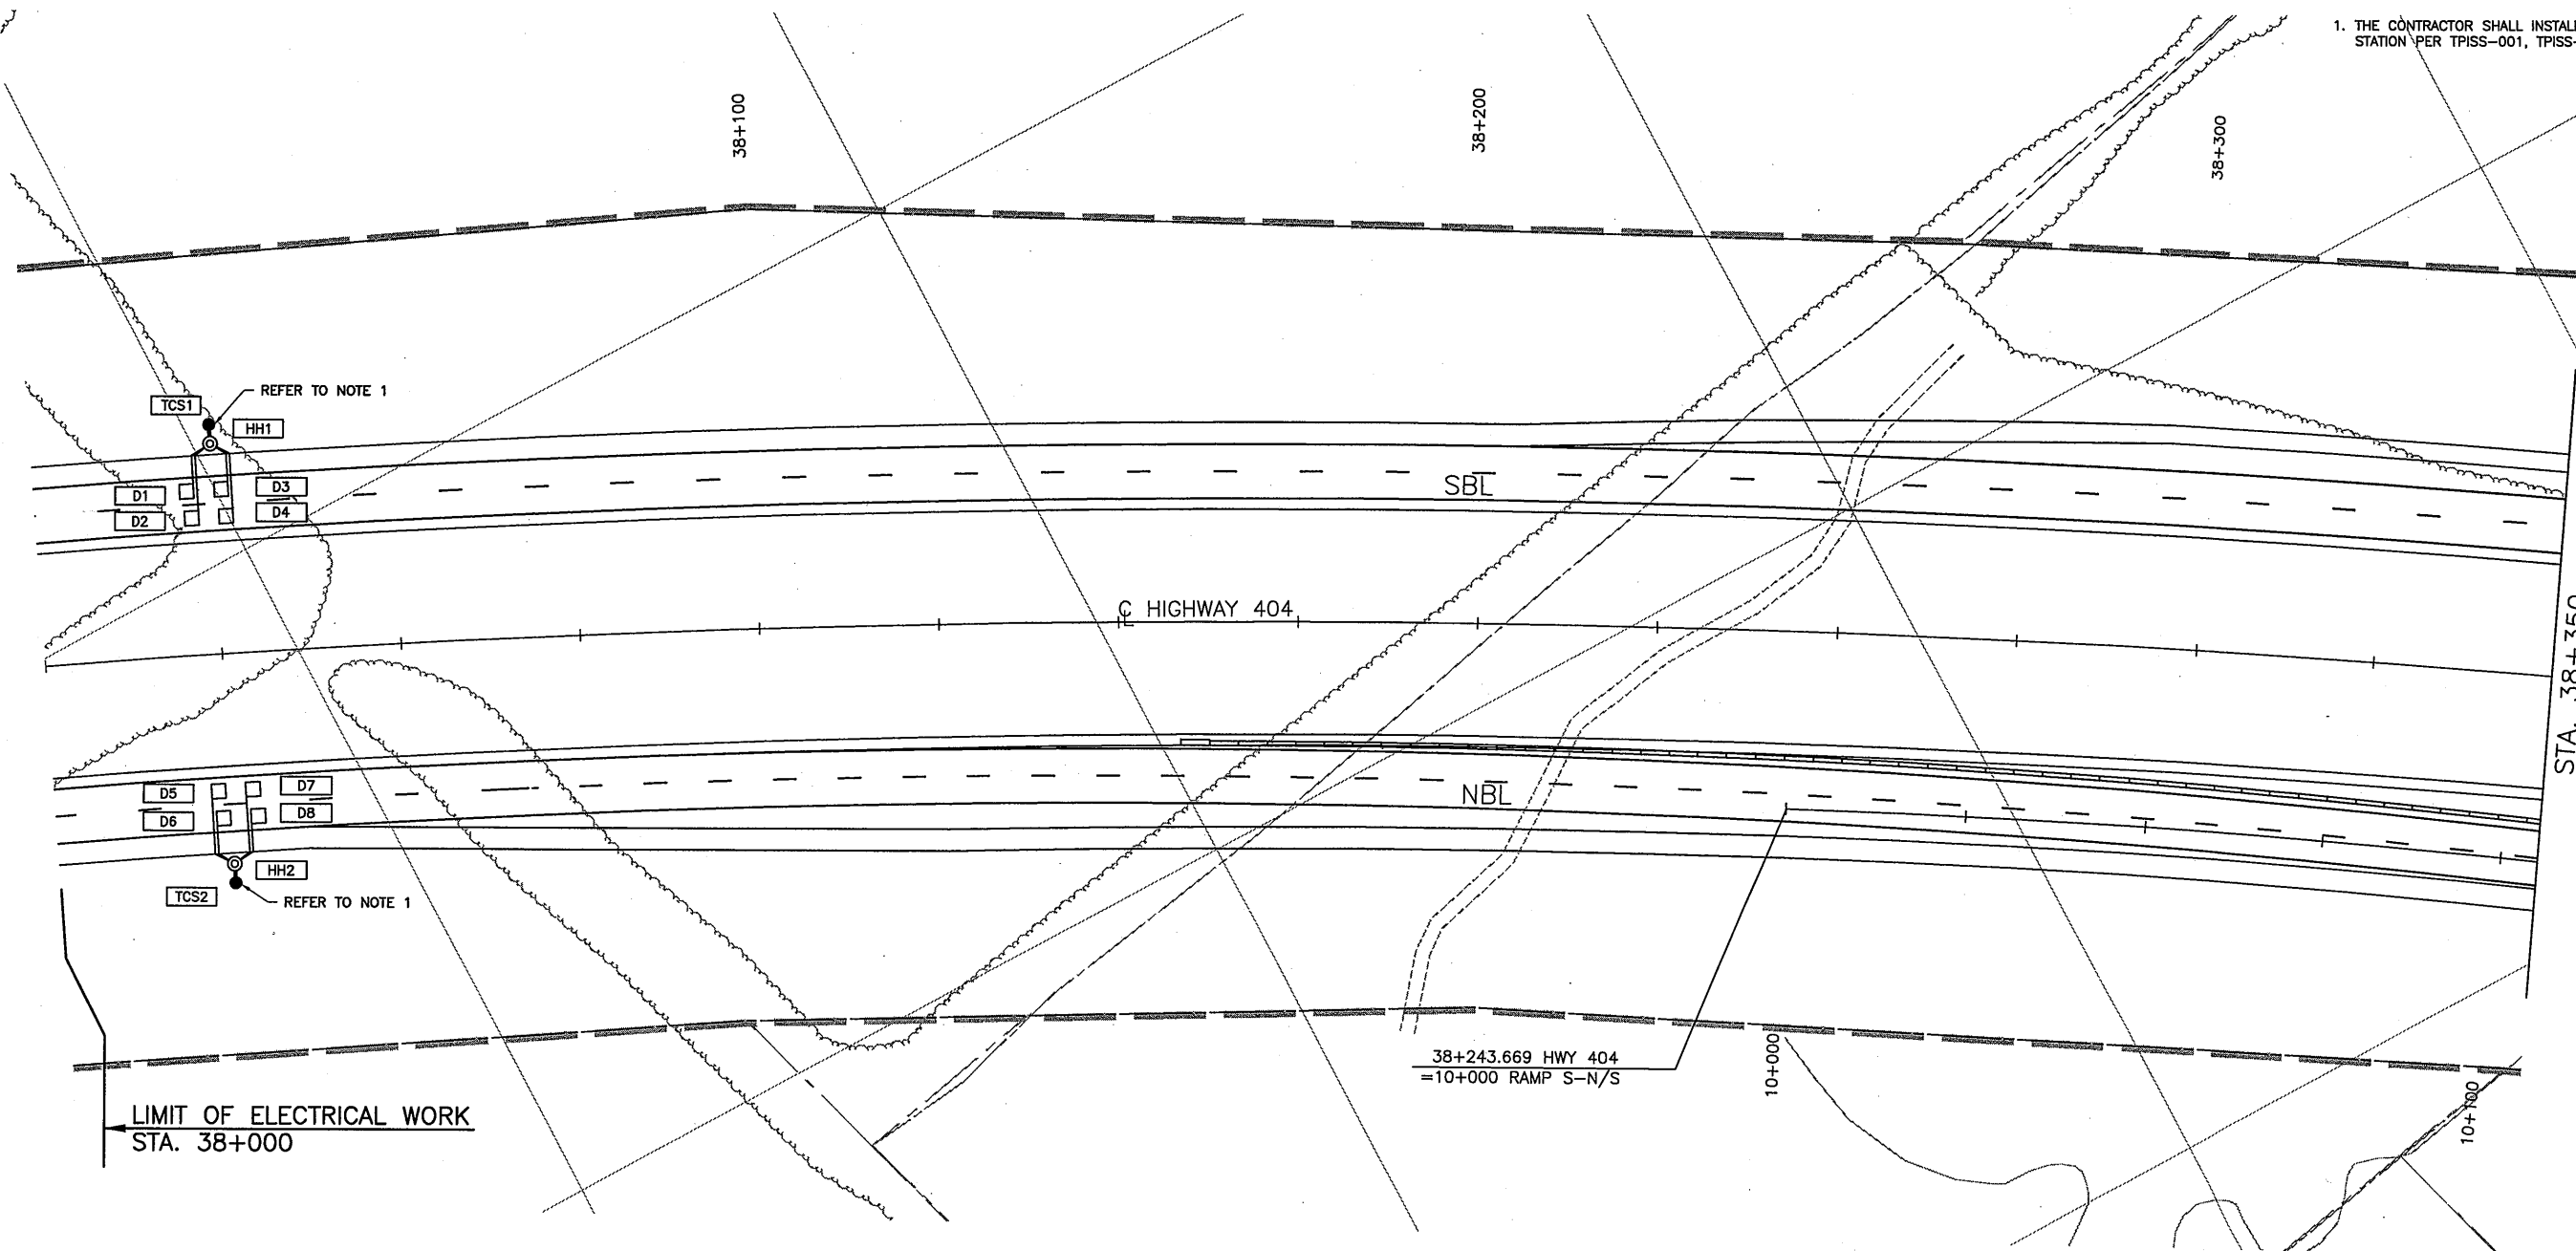 1. THE CONTRACTOR SHALL INSTALL
STATION PER TPISS-001, TPISS-
38+100
38+200
38+300
REFER TO NOTE 1
TCS1
HH1
D1
D3
D2
D4
SBL
℄ HIGHWAY 404
STA. 38+350
D5
D7
D6
D8
NBL
HH2
TCS2
REFER TO NOTE 1
38+243.669 HWY 404
=10+000 RAMP S-N/S
10+000
10+100
LIMIT OF ELECTRICAL WORK
STA. 38+000